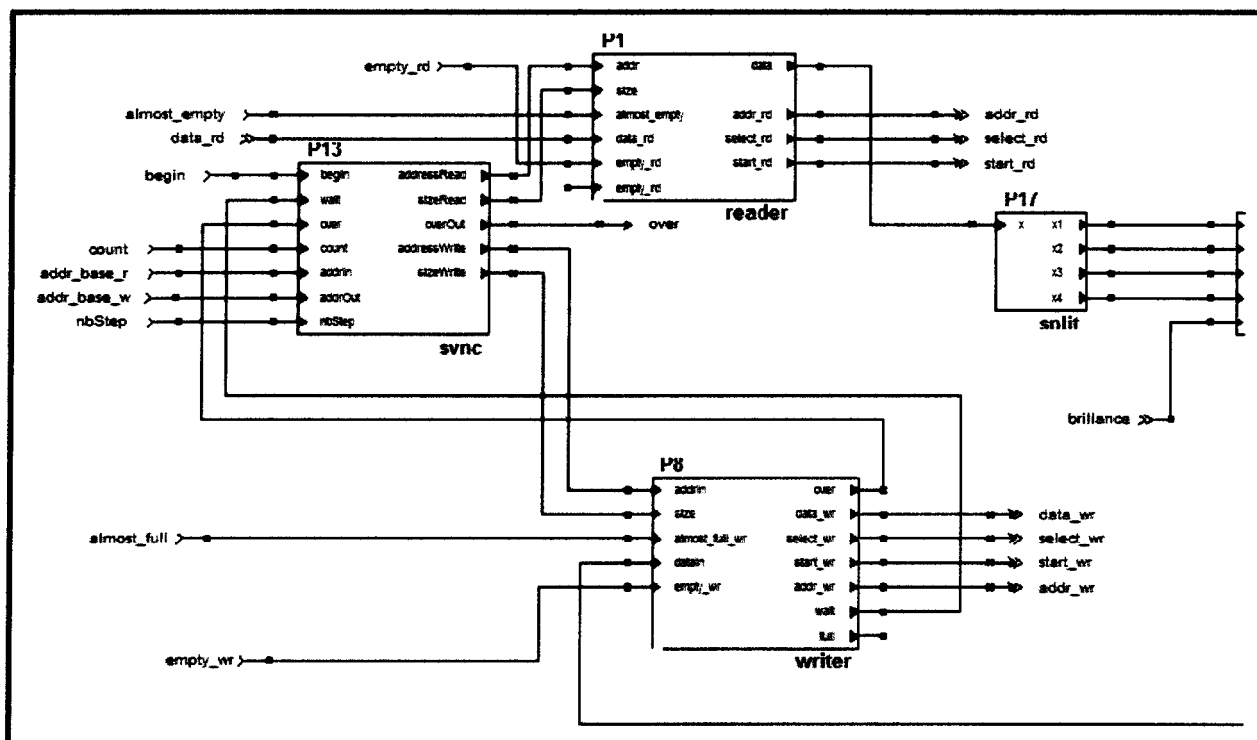 P1
empty_rd
addr data
size
almost_empty almost_empty addr_rd addr_rd
data_rd data_rd select_rd select_rd
P13
empty_rd start_rd start_rd
begin begin addressRead
empty_rd
wait sizeRead
reader
P17
over overOut over
x x1
count count addressWrite
x2
addr_base_r addrIn sizeWrite
x3
addr_base_w addrOut
x4
nbStep nbStep
split
sync
brillance
P8
addrIn over
size data_wr data_wr
almost_full almost_full_wr select_wr select_wr
dataIn start_wr start_wr
empty_wr addr_wr addr_wr
wait
empty_wr
writer